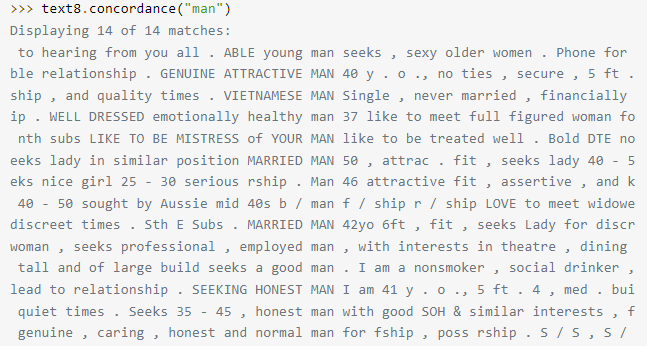 >>> text8.concordance("man")
Displaying 14 of 14 matches:
to hearing from you all . ABLE young man seeks , sexy older women . Phone for
ble relationship . GENUINE ATTRACTIVE MAN 40 y . o ., no ties , secure , 5 ft .
ship , and quality times . VIETNAMESE MAN Single , never married , financially
ip . WELL DRESSED emotionally healthy man 37 like to meet full figured woman fo
nth subs LIKE TO BE MISTRESS of YOUR MAN like to be treated well . Bold DTE no
eeks lady in similar position MARRIED MAN 50 , attrac . fit , seeks lady 40 - 5
eks nice girl 25 - 30 serious rship . Man 46 attractive fit , assertive , and k
40 - 50 sought by Aussie mid 40s b / man f / ship r / ship LOVE to meet widowe
discreet times . Sth E Subs . MARRIED MAN 42yo 6ft , fit , seeks Lady for discr
woman , seeks professional , employed man , with interests in theatre , dining
tall and of large build seeks a good man . I am a nonsmoker , social drinker ,
lead to relationship . SEEKING HONEST MAN I am 41 y . o ., 5 ft . 4 , med . bui
quiet times . Seeks 35 - 45 , honest man with good SOH & similar interests , f
genuine , caring , honest and normal man for fship , poss rship . S / S , S /